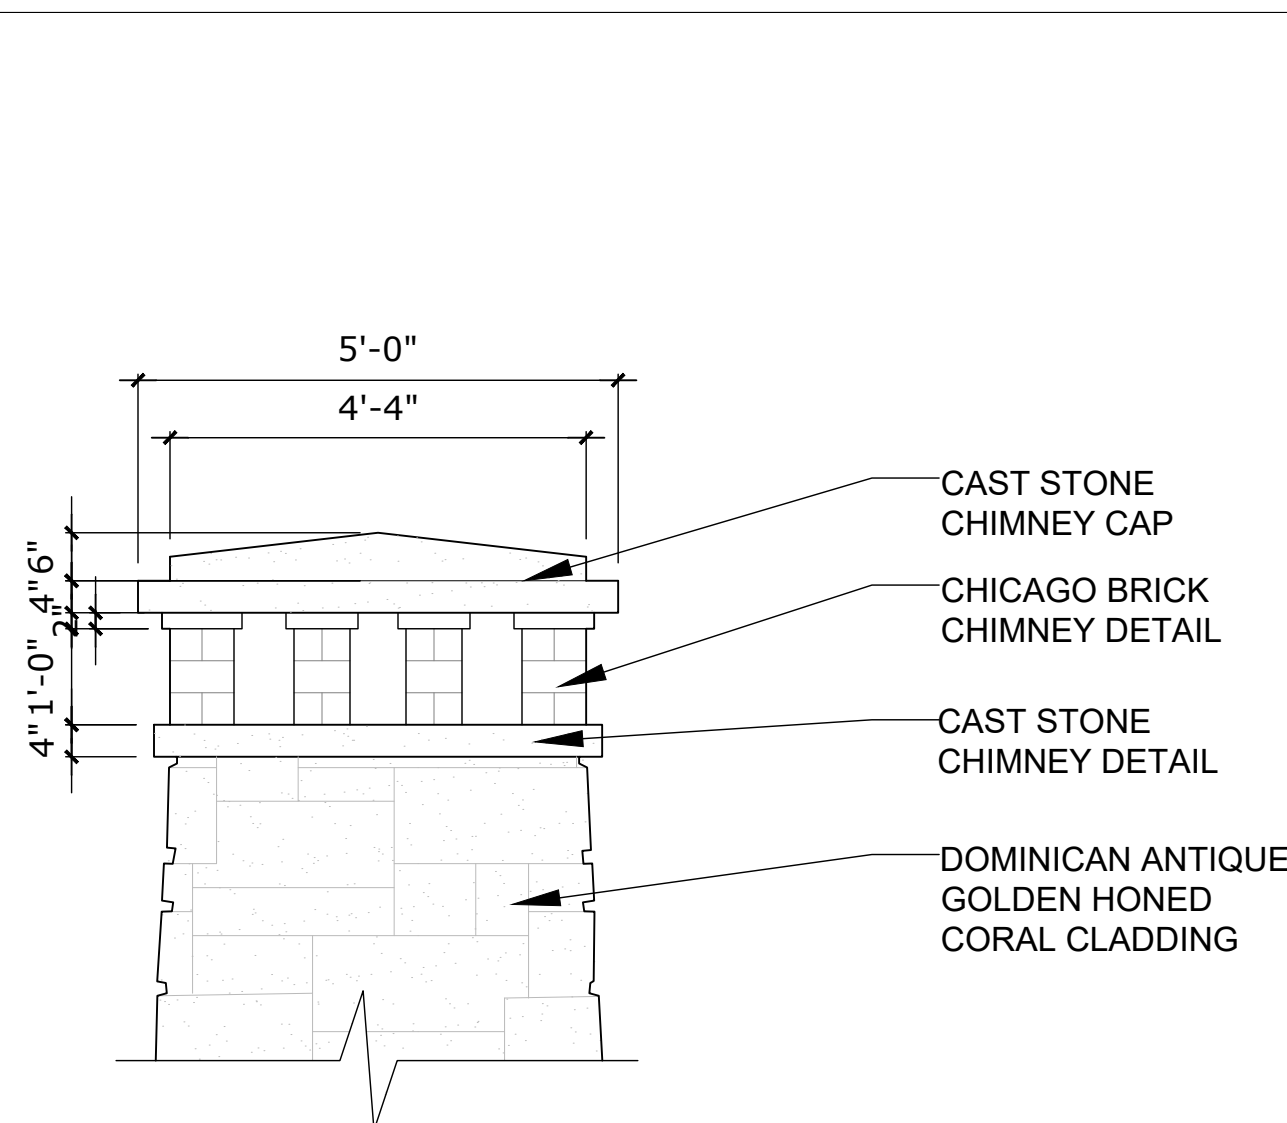 5'-0"
4'-4"
6"
4"
2"
1'-0"
4"
CAST STONE
CHIMNEY CAP
CHICAGO BRICK
CHIMNEY DETAIL
CAST STONE
CHIMNEY DETAIL
DOMINICAN ANTIQUE
GOLDEN HONED
CORAL CLADDING